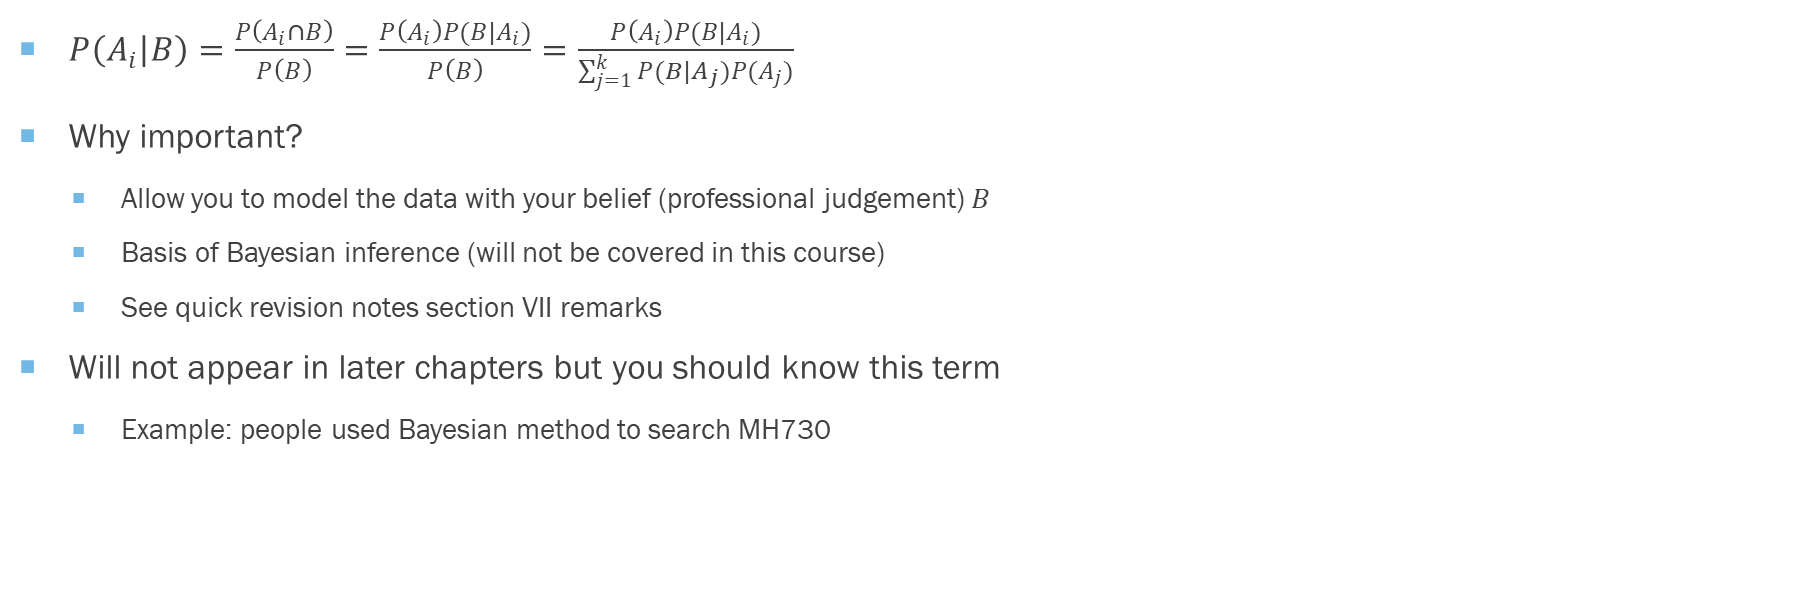 P(A_i|B) = P(A_i∩B)/P(B) = P(A_i)P(B|A_i)/P(B) = P(A_i)P(B|A_i)/∑_{j=1}^{k} P(B|A_j)P(A_j)
Why important?
Allow you to model the data with your belief (professional judgement) B
Basis of Bayesian inference (will not be covered in this course)
See quick revision notes section VII remarks
Will not appear in later chapters but you should know this term
Example: people used Bayesian method to search MH730